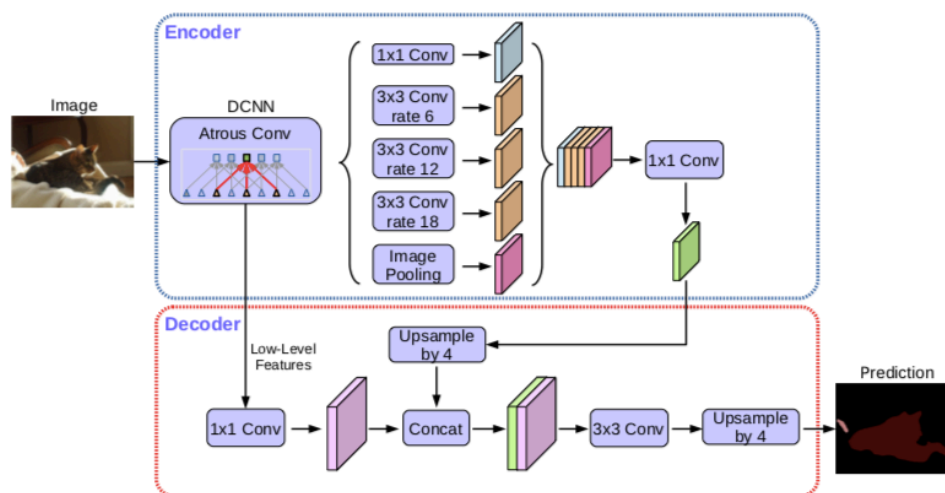 Encoder
Image
DCNN
Atrous Conv
1x1 Conv
3x3 Conv
rate 6
3x3 Conv
rate 12
3x3 Conv
rate 18
Image
Pooling
1x1 Conv
Decoder
Low-Level
Features
Upsample
by 4
1x1 Conv
Concat
3x3 Conv
Upsample
by 4
Prediction